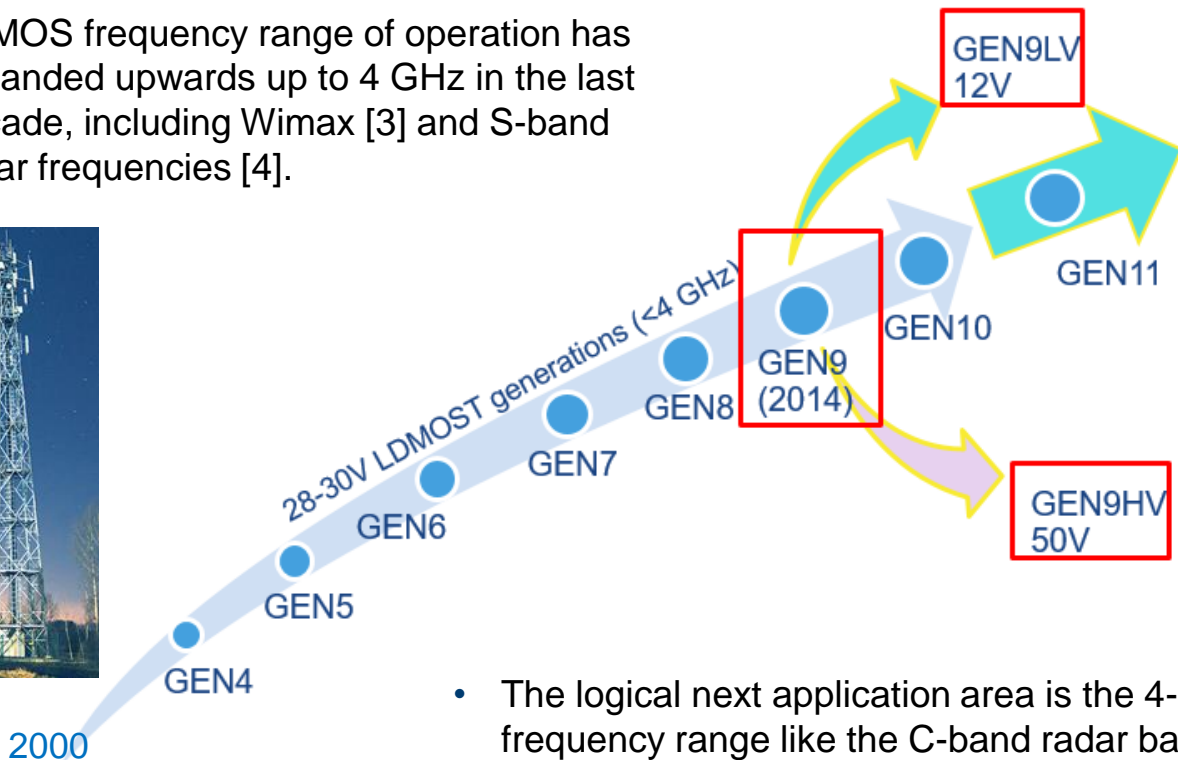 MOS frequency range of operation has
anded upwards up to 4 GHz in the last
cade, including Wimax [3] and S-band
ar frequencies [4].
GEN9LV
12V
GEN11
GEN10
28-30V LDMOST generations (<4 GHz)
GEN9
(2014)
GEN8
GEN7
GEN6
GEN9HV
50V
GEN5
GEN4
2000
• The logical next application area is the 4-
frequency range like the C-band radar ba